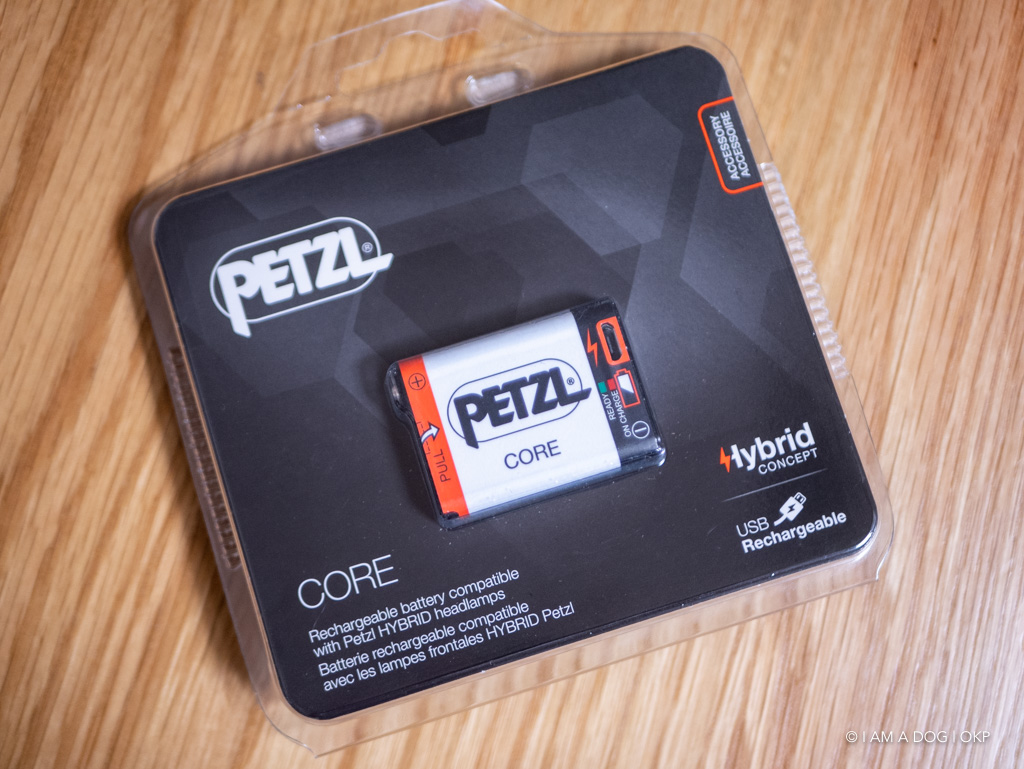 ACCESSORY
ACCESSOIRE
PETZL®
PETZL®
CORE
PULL
READY
ON CHARGE
Hybrid
CONCEPT
USB
Rechargeable
CORE
Rechargeable battery compatible
with Petzl HYBRID headlamps
Batterie rechargeable compatible
avec les lampes frontales HYBRID Petzl
© I AM A DOG | OKP